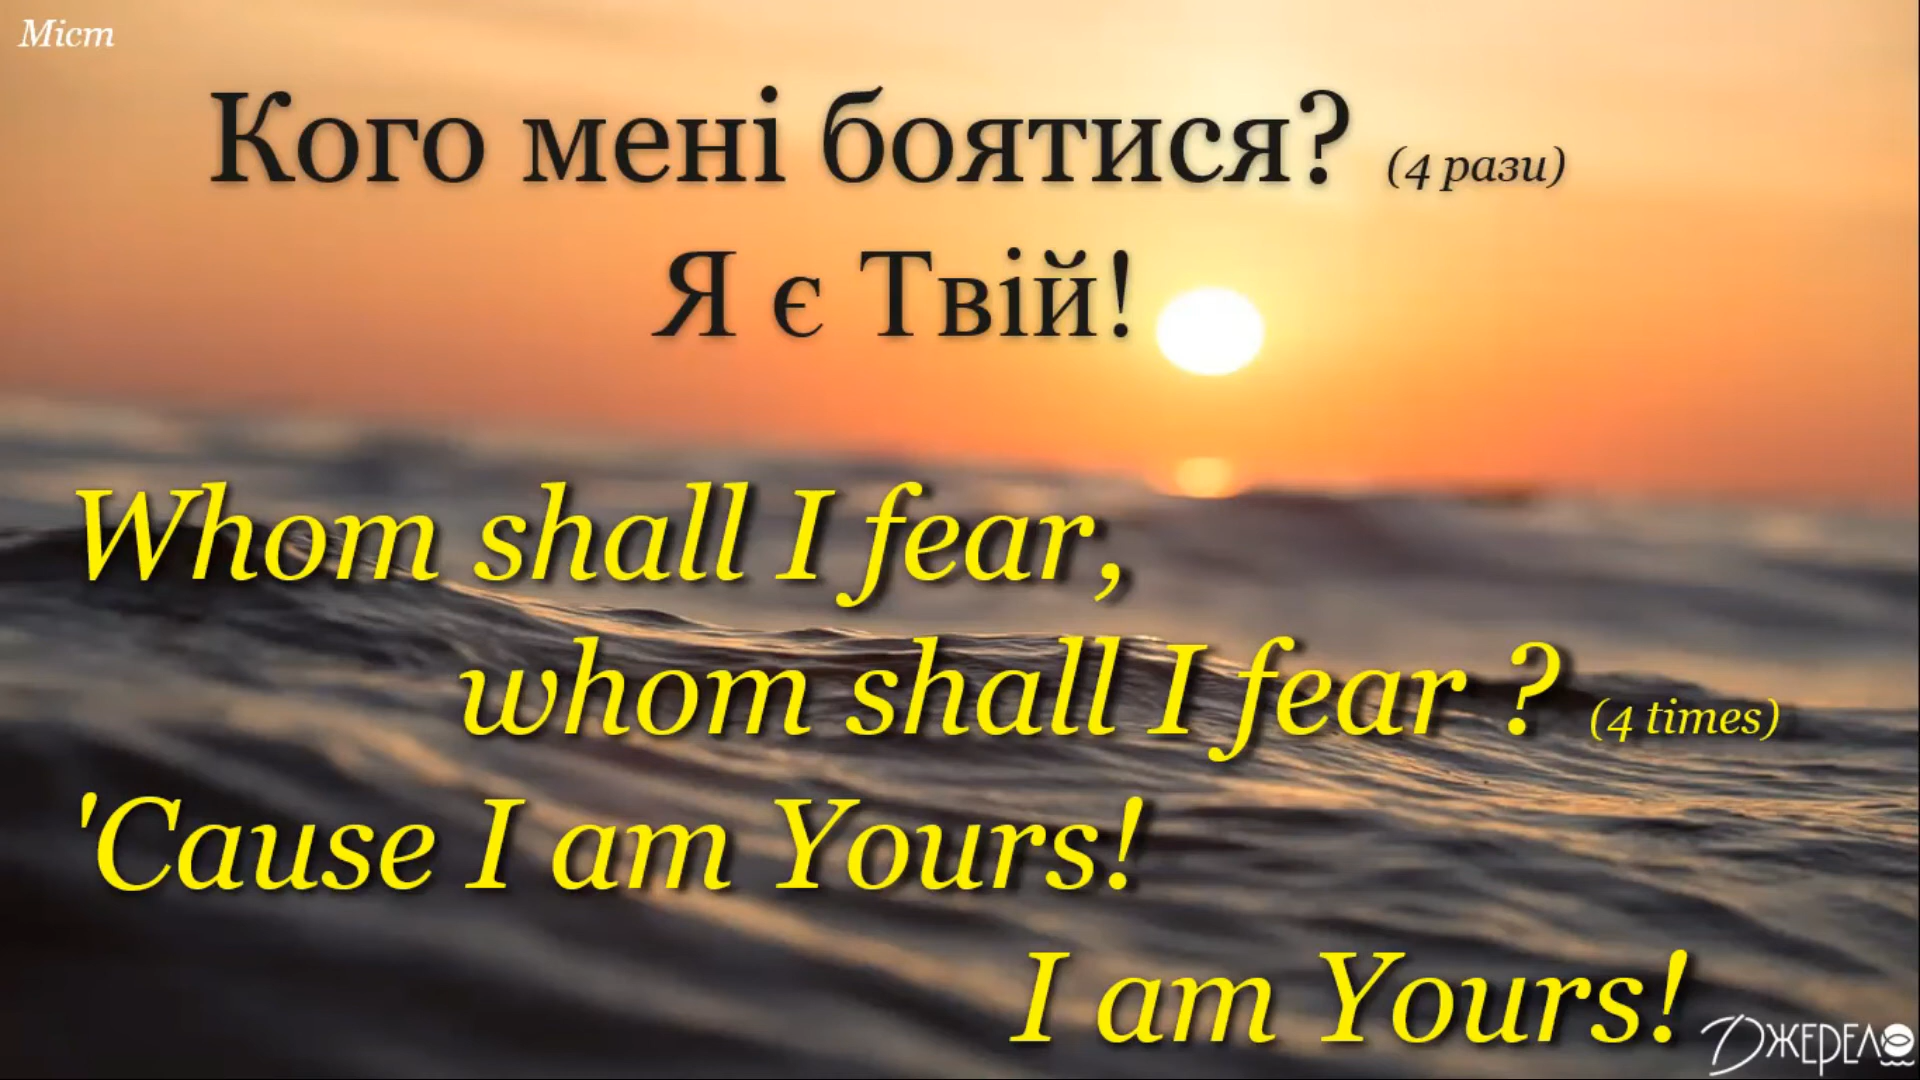 Міст
Кого мені боятися? (4 рази)
Я є Твій!
Whom shall I fear,
whom shall I fear ? (4 times)
'Cause I am Yours!
I am Yours!
ДЖЕРЕЛО